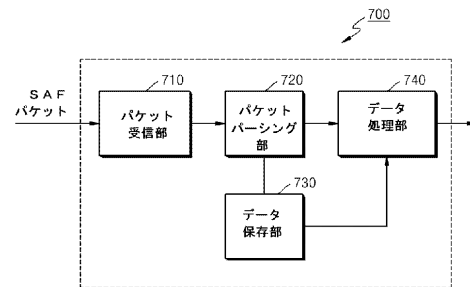 700
710
720
740
SAF
パケット
パケット
受信部
パケット
パーシング
部
データ
処理部
730
データ
保存部